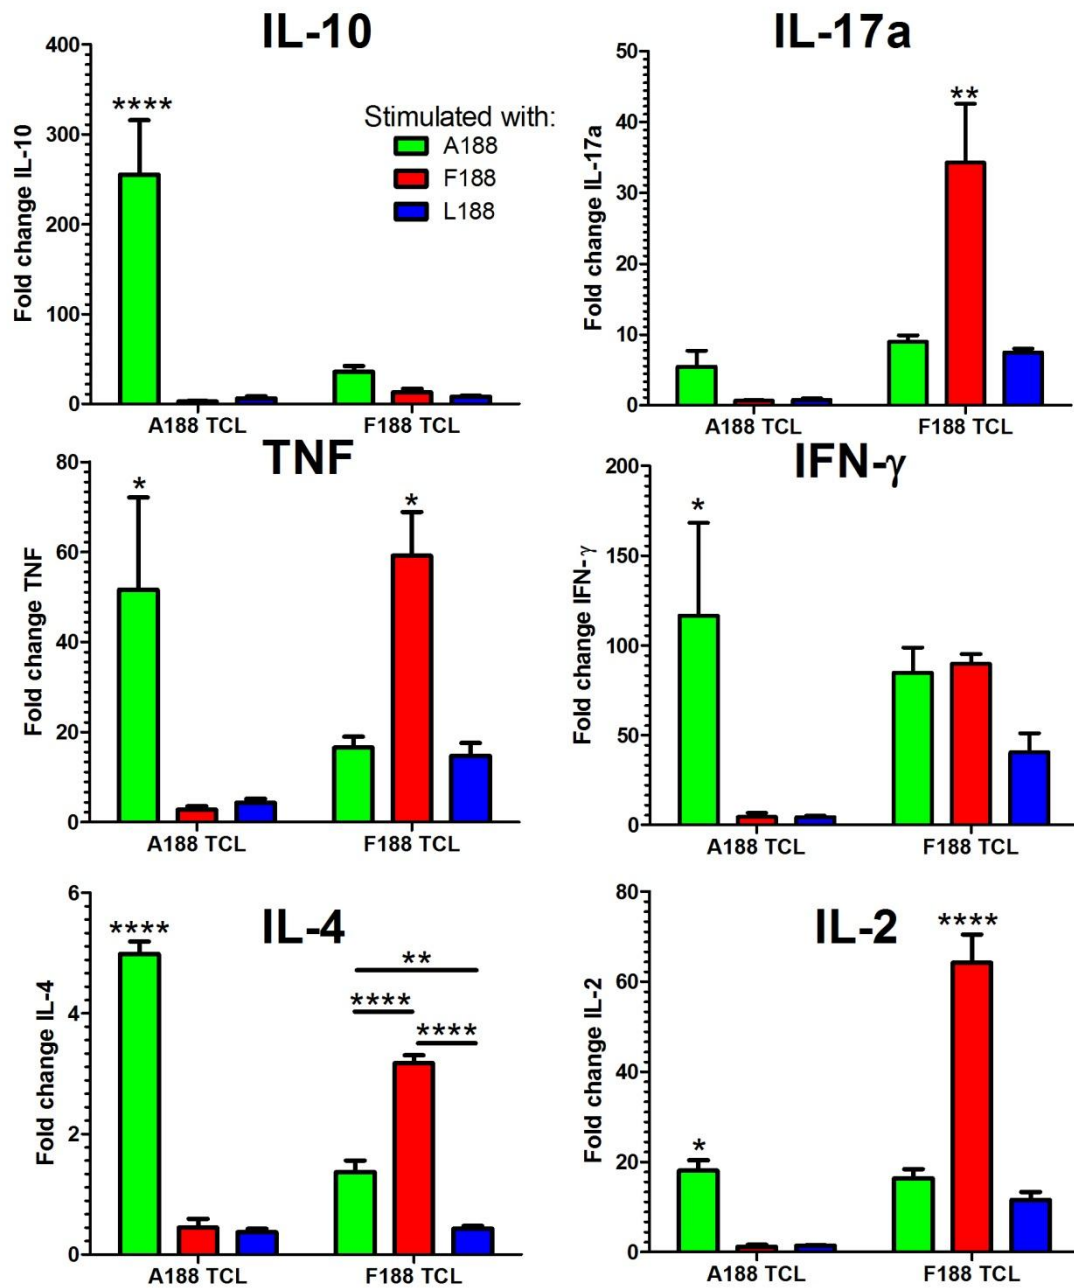 IL-10
Fold change IL-10
400
300
200
100
0
****
Stimulated with:
A188
F188
L188
A188 TCL
F188 TCL
IL-17a
Fold change IL-17a
50
40
30
20
10
0
**
A188 TCL
F188 TCL
TNF
Fold change TNF
80
60
40
20
0
*
*
A188 TCL
F188 TCL
IFN-γ
Fold change IFN-γ
200
150
100
50
0
*
A188 TCL
F188 TCL
IL-4
Fold change IL-4
6
4
2
0
****
**
****
****
A188 TCL
F188 TCL
IL-2
Fold change IL-2
80
60
40
20
0
*
****
A188 TCL
F188 TCL